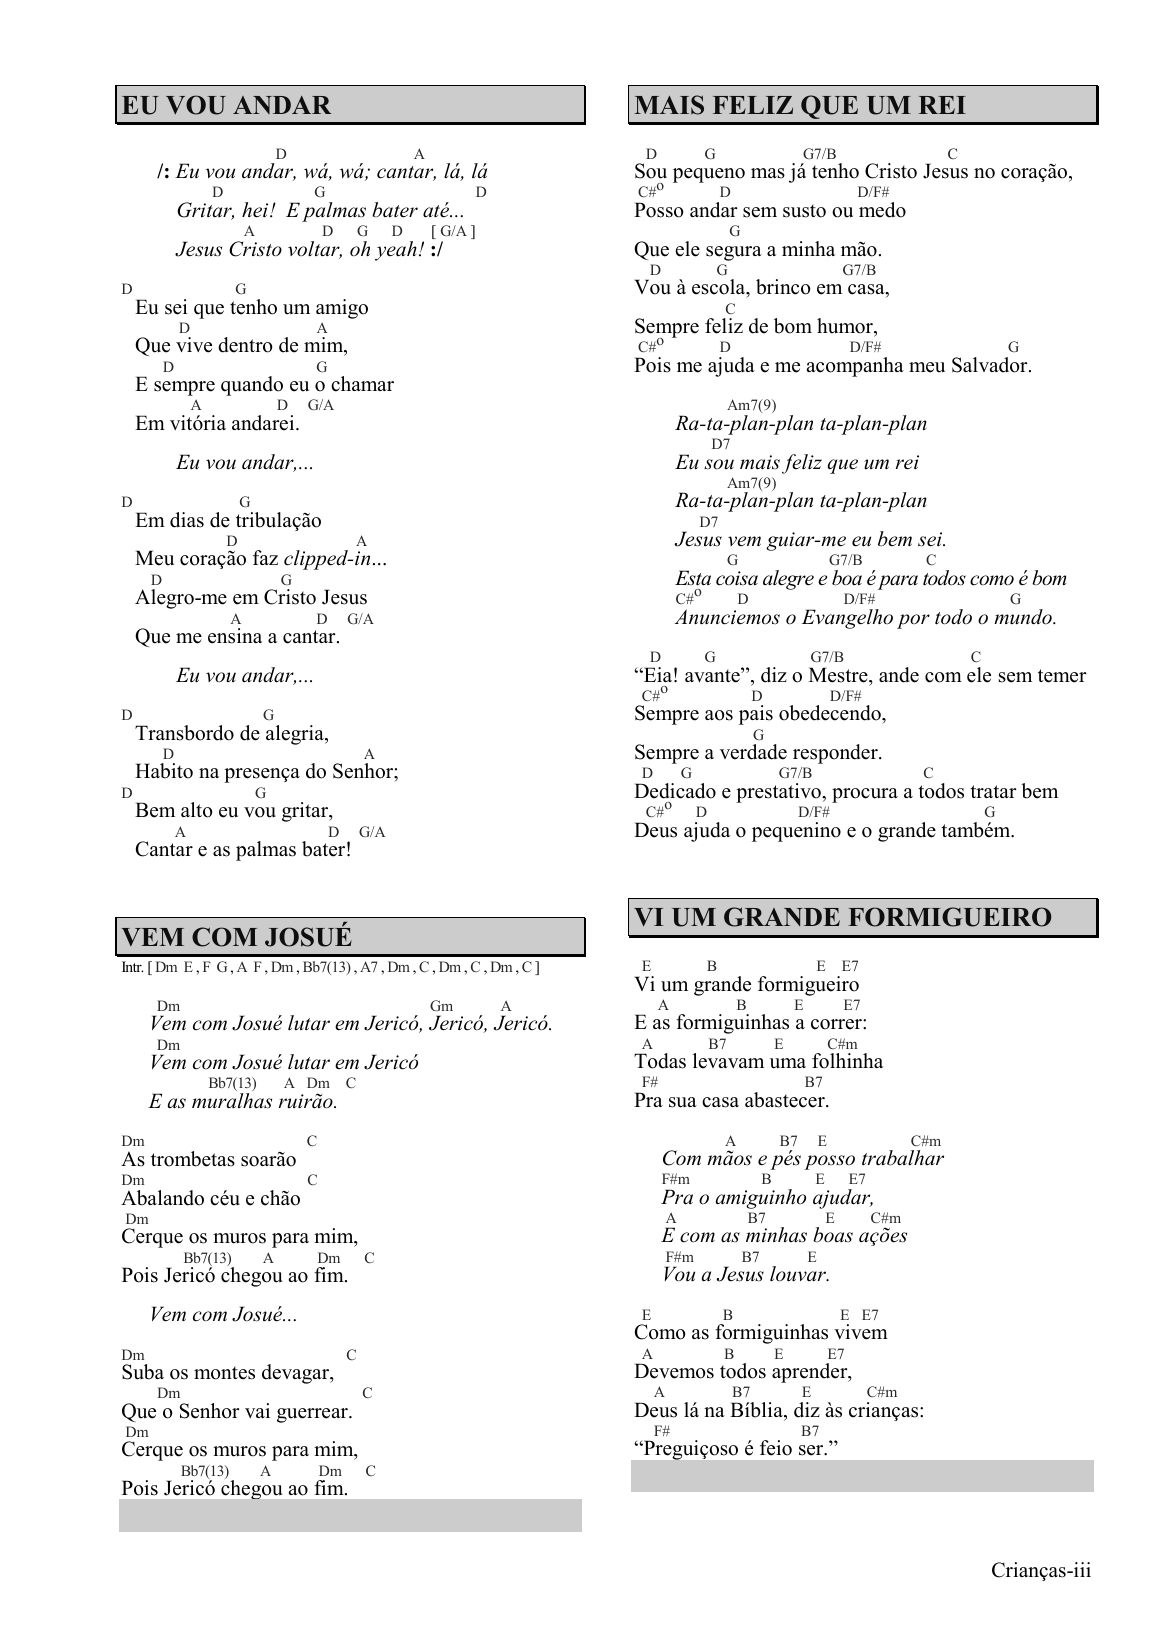 EU VOU ANDAR
D A
/: Eu vou andar, wá, wá; cantar, lá, lá
D G D
Gritar, hei! E palmas bater até...
A D G D [ G/A ]
Jesus Cristo voltar, oh yeah! :/
D G
Eu sei que tenho um amigo
D A
Que vive dentro de mim,
D G
E sempre quando eu o chamar
A D G/A
Em vitória andarei.
Eu vou andar,...
D G
Em dias de tribulação
D A
Meu coração faz clipped-in...
D G
Alegro-me em Cristo Jesus
A D G/A
Que me ensina a cantar.
Eu vou andar,...
D G
Transbordo de alegria,
D A
Habito na presença do Senhor;
D G
Bem alto eu vou gritar,
A D G/A
Cantar e as palmas bater!
VEM COM JOSUÉ
Intr. [ Dm E , F G , A F , Dm , Bb7(13) , A7 , Dm , C , Dm , C , Dm , C ]
Dm Gm A
Vem com Josué lutar em Jericó, Jericó, Jericó.
Dm
Vem com Josué lutar em Jericó
Bb7(13) A Dm C
E as muralhas ruirão.
Dm C
As trombetas soarão
Dm C
Abalando céu e chão
Dm
Cerque os muros para mim,
Bb7(13) A Dm C
Pois Jericó chegou ao fim.
Vem com Josué...
Dm C
Suba os montes devagar,
Dm C
Que o Senhor vai guerrear.
Dm
Cerque os muros para mim,
Bb7(13) A Dm C
Pois Jericó chegou ao fim.
MAIS FELIZ QUE UM REI
D G G7/B C
Sou pequeno mas já tenho Cristo Jesus no coração,
C#º D D/F#
Posso andar sem susto ou medo
G
Que ele segura a minha mão.
D G G7/B
Vou à escola, brinco em casa,
C
Sempre feliz de bom humor,
C#º D D/F# G
Pois me ajuda e me acompanha meu Salvador.
Am7(9)
Ra-ta-plan-plan ta-plan-plan
D7
Eu sou mais feliz que um rei
Am7(9)
Ra-ta-plan-plan ta-plan-plan
D7
Jesus vem guiar-me eu bem sei.
G G7/B C
Esta coisa alegre e boa é para todos como é bom
C#º D D/F# G
Anunciemos o Evangelho por todo o mundo.
D G G7/B C
“Eia! avante”, diz o Mestre, ande com ele sem temer
C#º D D/F#
Sempre aos pais obedecendo,
G
Sempre a verdade responder.
D G G7/B C
Dedicado e prestativo, procura a todos tratar bem
C#º D D/F# G
Deus ajuda o pequenino e o grande também.
VI UM GRANDE FORMIGUEIRO
E B E E7
Vi um grande formigueiro
A B E E7
E as formiguinhas a correr:
A B7 E C#m
Todas levavam uma folhinha
F# B7
Pra sua casa abastecer.
A B7 E C#m
Com mãos e pés posso trabalhar
F#m B E E7
Pra o amiguinho ajudar,
A B7 E C#m
E com as minhas boas ações
F#m B7 E
Vou a Jesus louvar.
E B E E7
Como as formiguinhas vivem
A B E E7
Devemos todos aprender,
A B7 E C#m
Deus lá na Bíblia, diz às crianças:
F# B7
“Preguiçoso é feio ser.”
Crianças-iii